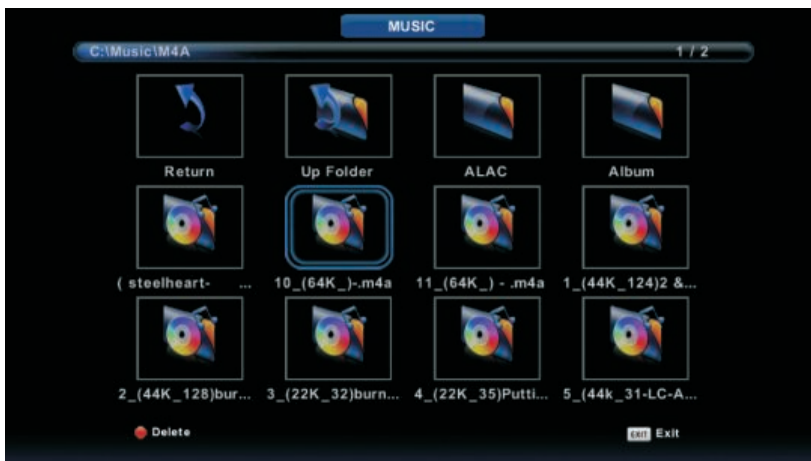 MUSIC
C:\Music\M4A 1 / 2
Return Up Folder ALAC Album
( steelheart- ... 10_(64K_)-.m4a 11_(64K_) - .m4a 1_(44K_124)2 &...
2_(44K_128)bur... 3_(22K_32)burn... 4_(22K_35)Putti... 5_(44k_31-LC-A...
Delete EXIT Exit